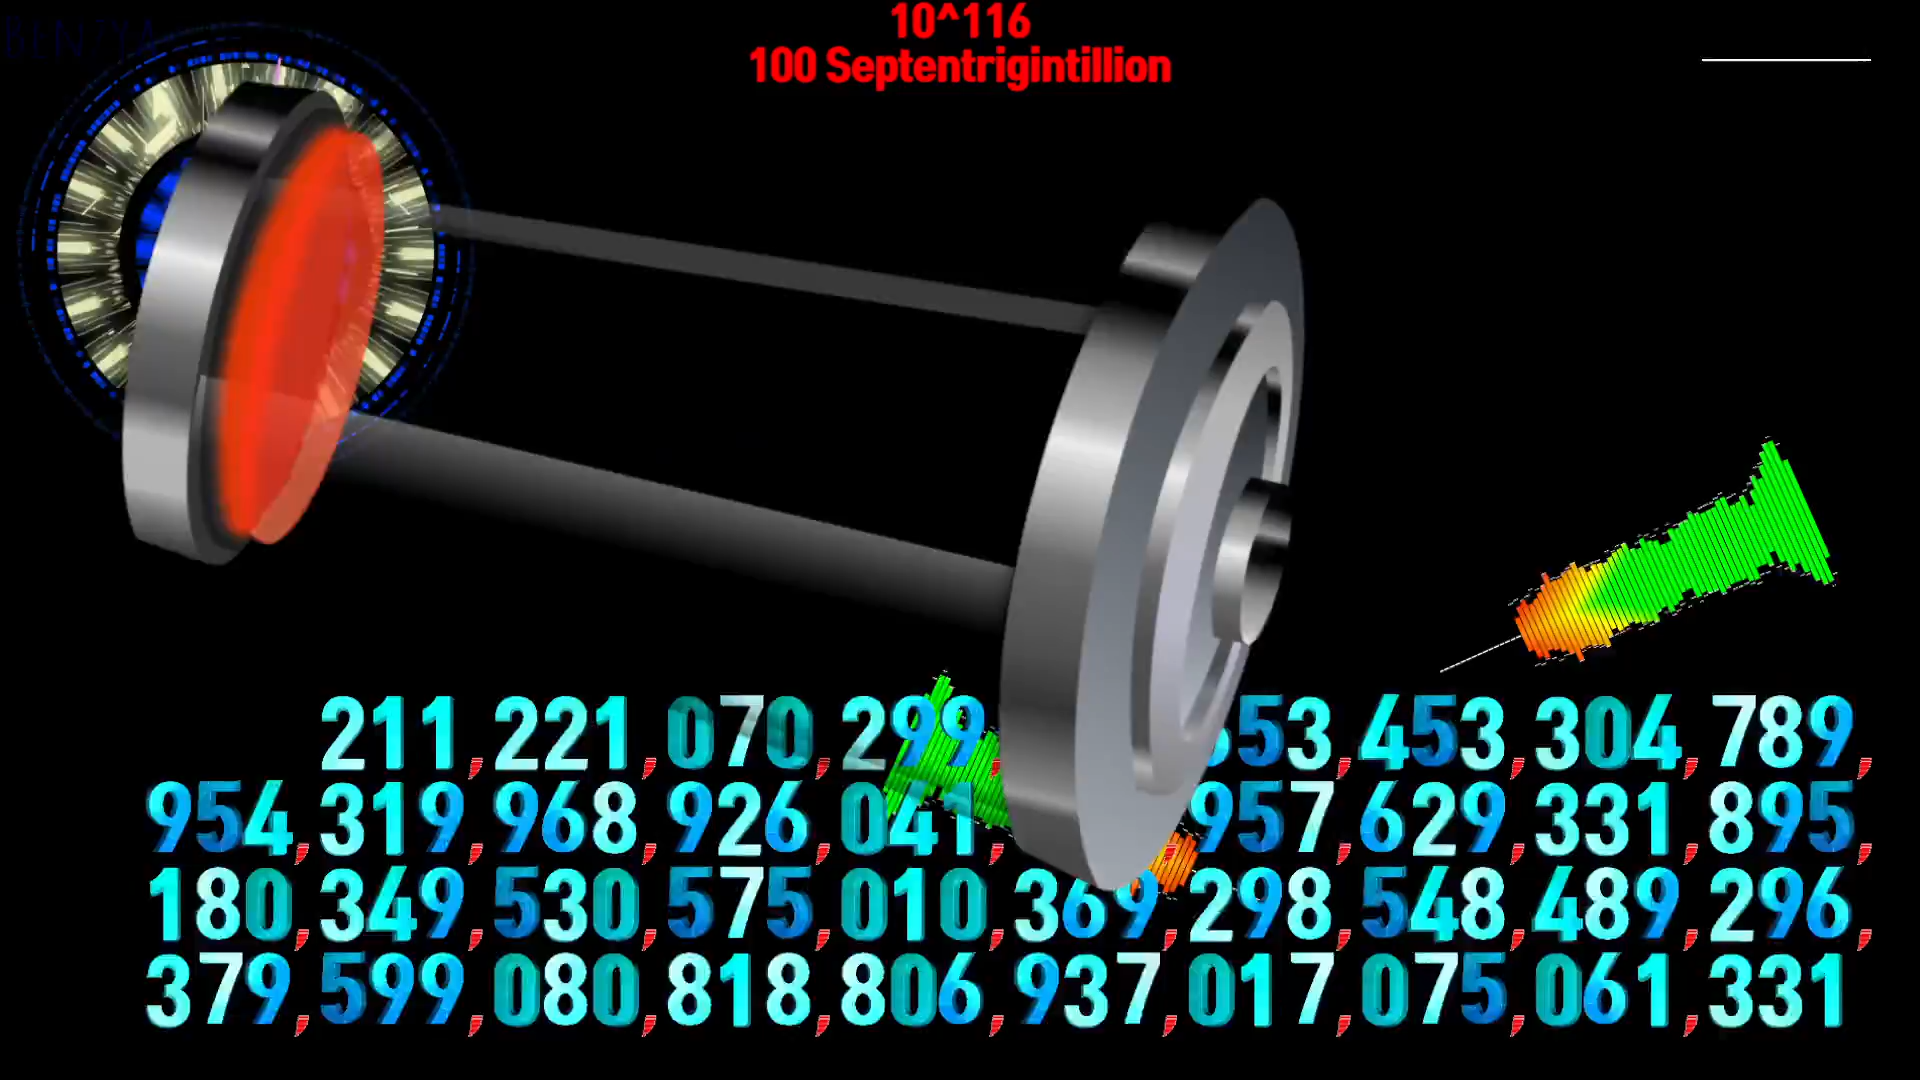 BEN7YA
10^116
100 Septentrigintillion
211,221,070,299, 53,453,304,789,
954,319,968,926,041, 957,629,331,895,
180,349,530,575,010,369,298,548,489,296,
379,599,080,818,806,937,017,075,061,331